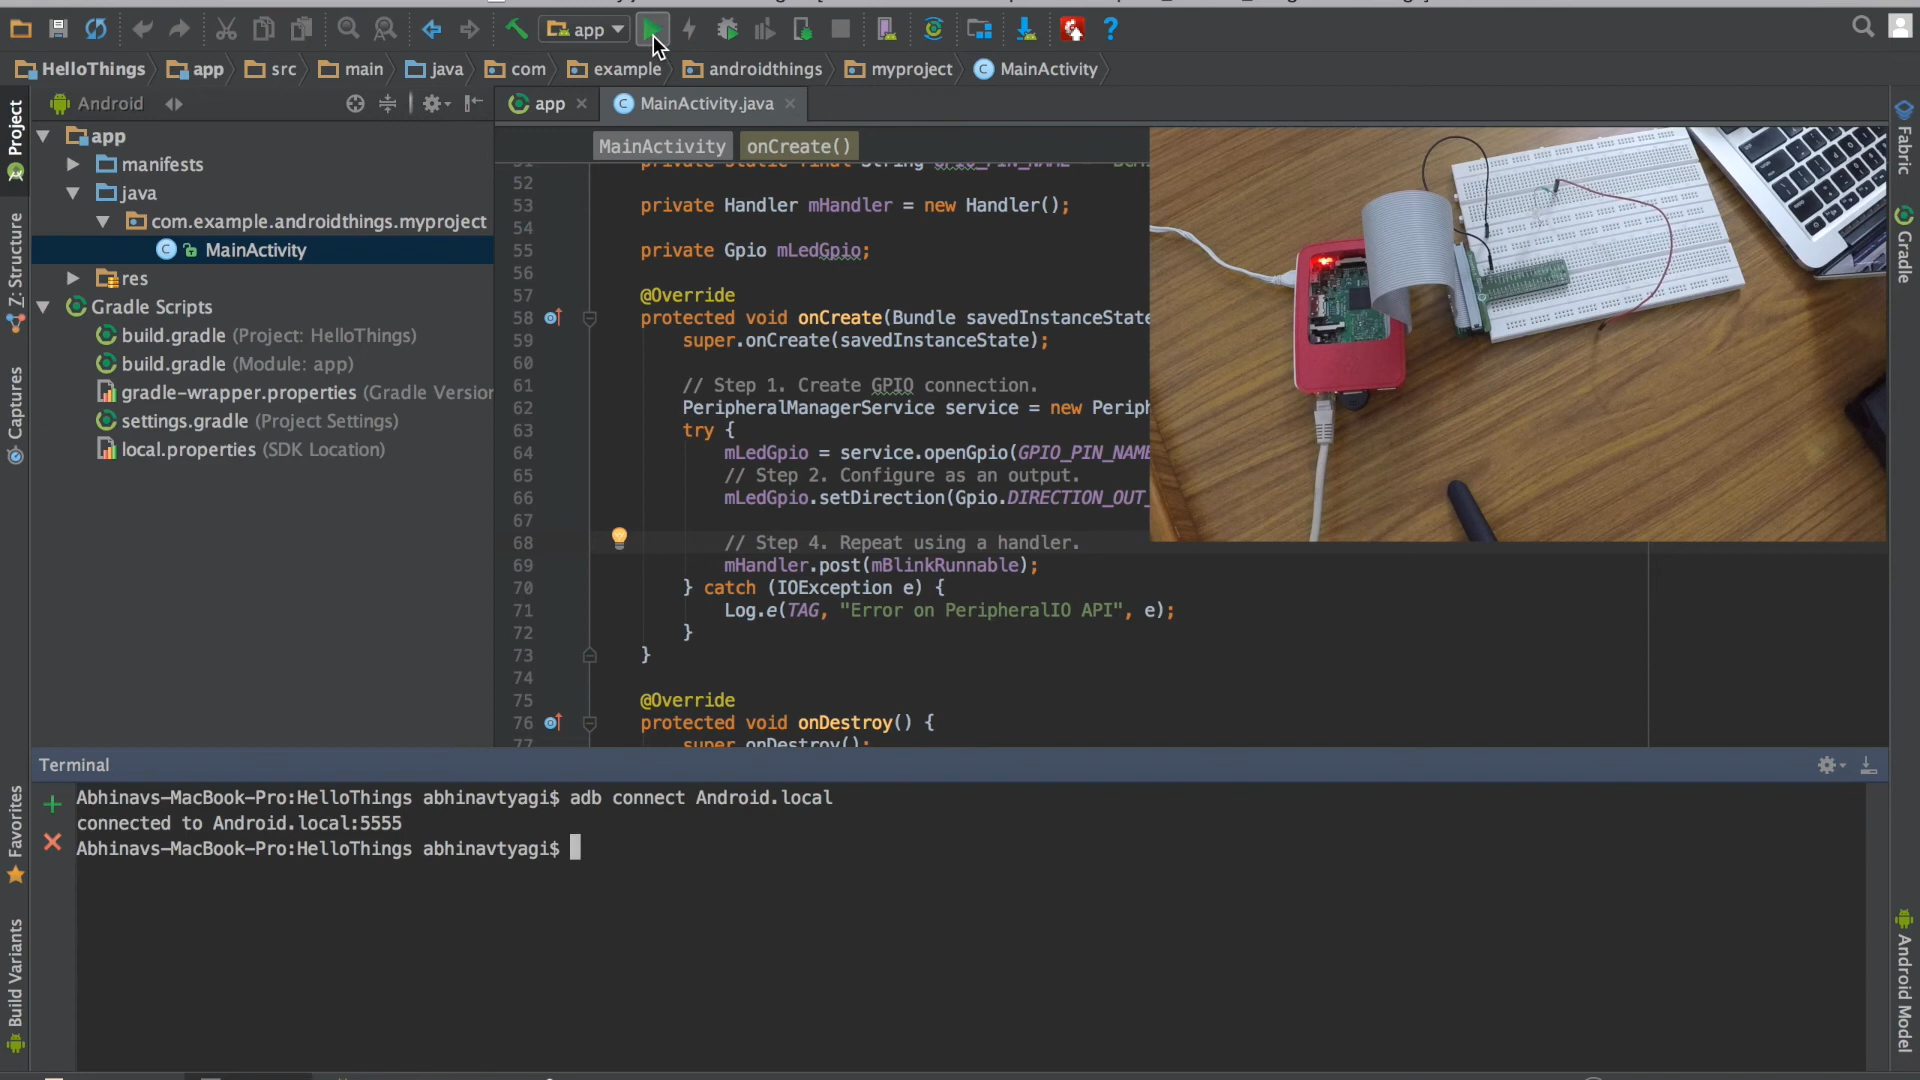 app
HelloThings app src main java com example androidthings myproject MainActivity
Android
app
manifests
java
com.example.androidthings.myproject
MainActivity
res
Gradle Scripts
build.gradle (Project: HelloThings)
build.gradle (Module: app)
gradle-wrapper.properties (Gradle Versior
settings.gradle (Project Settings)
local.properties (SDK Location)
Project
Z: Structure
Captures
Favorites
Build Variants
app MainActivity.java
MainActivity onCreate()
52
53 private Handler mHandler = new Handler();
54
55 private Gpio mLedGpio;
56
57 @Override
58 protected void onCreate(Bundle savedInstanceState
59 super.onCreate(savedInstanceState);
60
61 // Step 1. Create GPIO connection.
62 PeripheralManagerService service = new Periph
63 try {
64 mLedGpio = service.openGpio(GPIO_PIN_NAME
65 // Step 2. Configure as an output.
66 mLedGpio.setDirection(Gpio.DIRECTION_OUT_
67
68 // Step 4. Repeat using a handler.
69 mHandler.post(mBlinkRunnable);
70 } catch (IOException e) {
71 Log.e(TAG, "Error on PeripheralIO API", e);
72 }
73 }
74
75 @Override
76 protected void onDestroy() {
77 super.onDestroy();
Fabric
Gradle
Android Model
Terminal
Abhinavs-MacBook-Pro:HelloThings abhinavtyagi$ adb connect Android.local
connected to Android.local:5555
Abhinavs-MacBook-Pro:HelloThings abhinavtyagi$